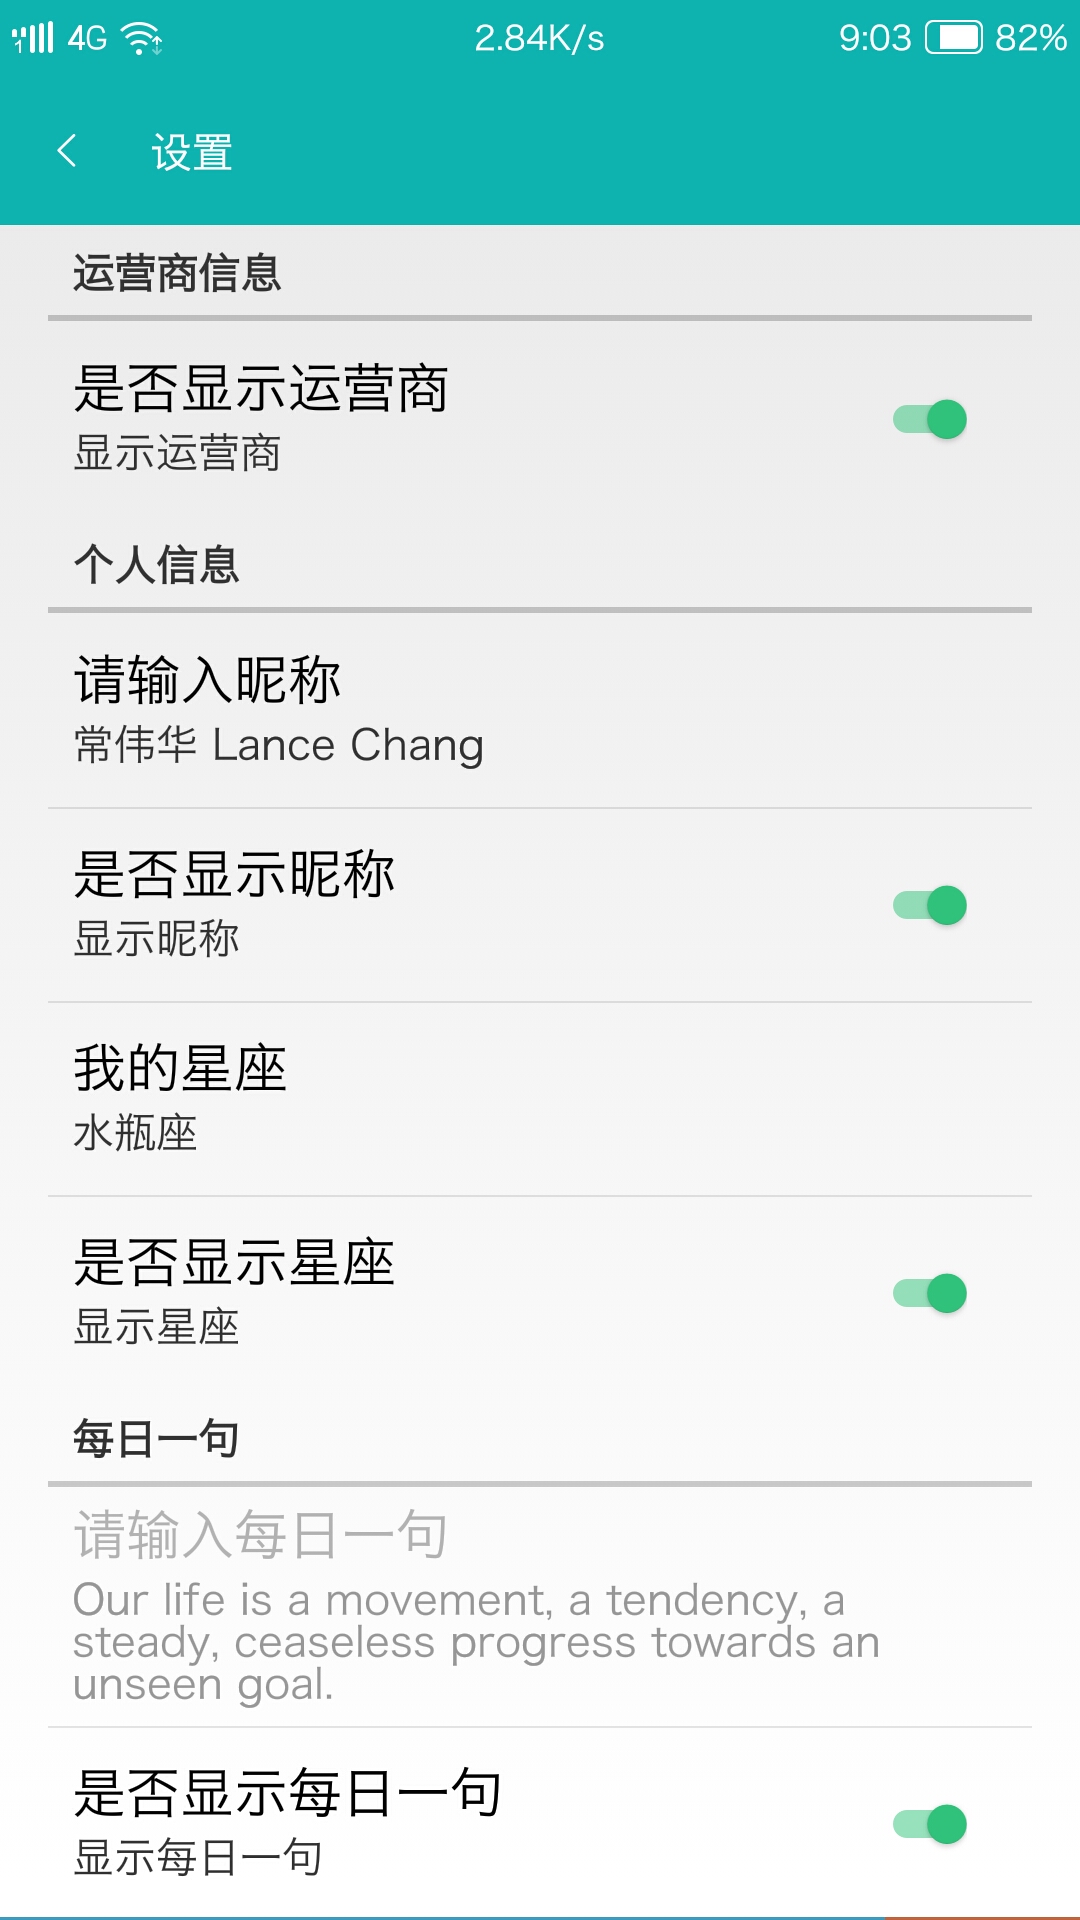 1 4G 2.84K/s 9:03 82%
设置
运营商信息
是否显示运营商
显示运营商
个人信息
请输入昵称
常伟华 Lance Chang
是否显示昵称
显示昵称
我的星座
水瓶座
是否显示星座
显示星座
每日一句
请输入每日一句
Our life is a movement, a tendency, a
steady, ceaseless progress towards an
unseen goal.
是否显示每日一句
显示每日一句